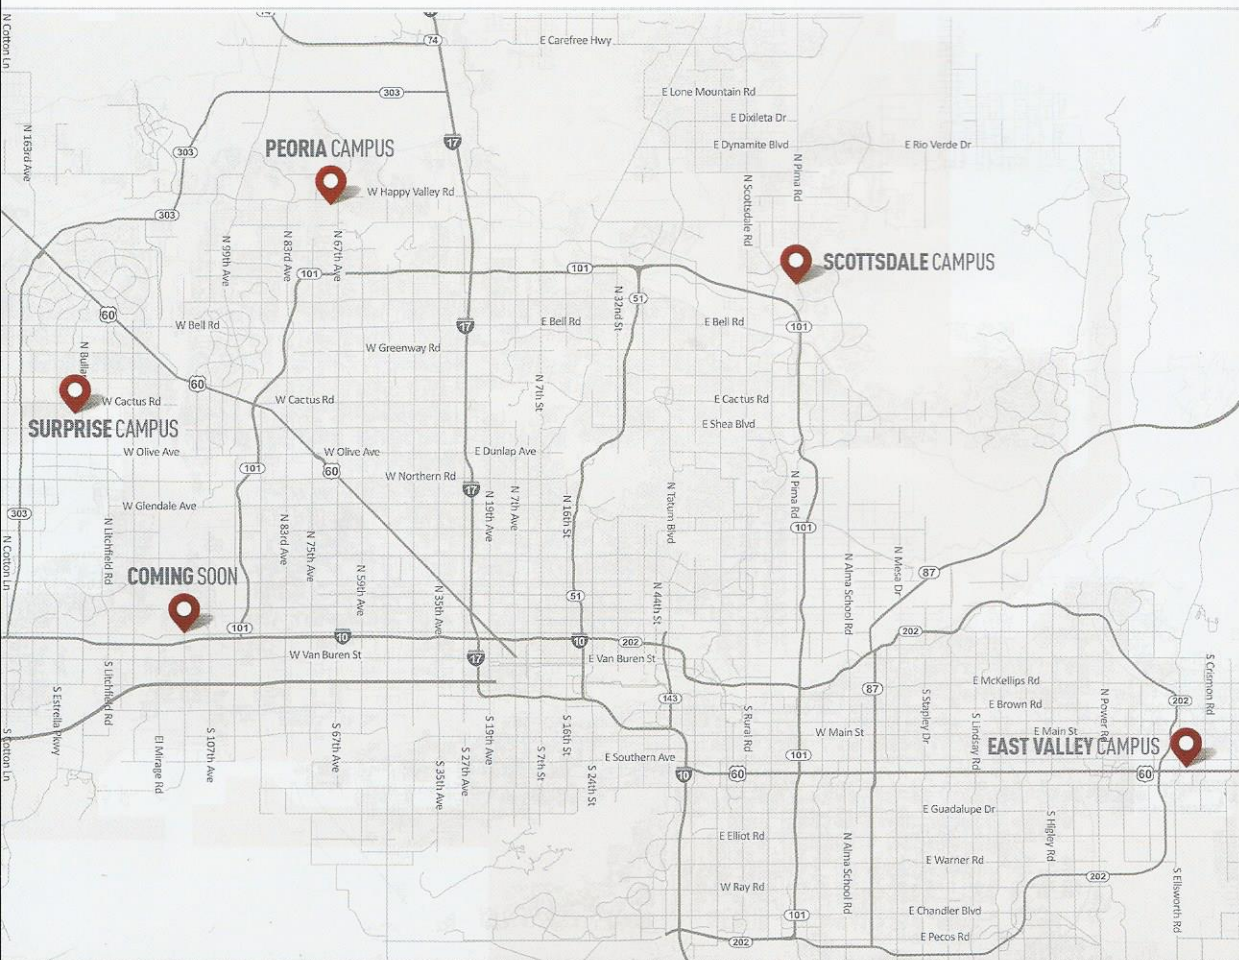 74
74
E Carefree Hwy
N Cotton Ln
303
E Lone Mountain Rd
E Dixileta Dr
17
N 163rd Ave
303
PEORIA CAMPUS
E Dynamite Blvd
E Rio Verde Dr
N Pima Rd
W Happy Valley Rd
N Scottsdale Rd
303
N 99th Ave
N 83rd Ave
N 67th Ave
101
101
SCOTTSDALE CAMPUS
N 32nd St
51
60
W Bell Rd
17
E Bell Rd
E Bell Rd
101
W Greenway Rd
60
N 7th St
W Cactus Rd
W Cactus Rd
E Cactus Rd
SURPRISE CAMPUS
E Shea Blvd
W Olive Ave
W Olive Ave
E Dunlap Ave
101
60
W Northern Rd
17
N Pima Rd
W Glendale Ave
303
N 19th Ave
N 7th Ave
N 16th St
N Tatum Blvd
101
N Litchfield Rd
N 83rd Ave
N 75th Ave
N Cotton Ln
COMING SOON
N 59th Ave
N 35th Ave
51
N 44th St
N Alma School Rd
N Mesa Dr
87
101
10
10
202
202
W Van Buren St
17
E Van Buren St
S Litchfield Rd
S Estrella Pkwy
143
87
E McKellips Rd
S Crismon Rd
S Stapley Dr
E Brown Rd
N Power Rd
202
S Cotton Ln
El Mirage Rd
S 107th Ave
S 67th Ave
S 19th Ave
S 16th St
S Rural Rd
W Main St
S Lindsay Rd
E Main St
EAST VALLEY CAMPUS
S 35th Ave
S 27th Ave
S 7th St
S 24th St
E Southern Ave
101
10
60
60
E Guadalupe Dr
E Elliot Rd
N Alma School Rd
S Higley Rd
E Warner Rd
W Ray Rd
202
S Ellsworth Rd
101
E Chandler Blvd
202
E Pecos Rd